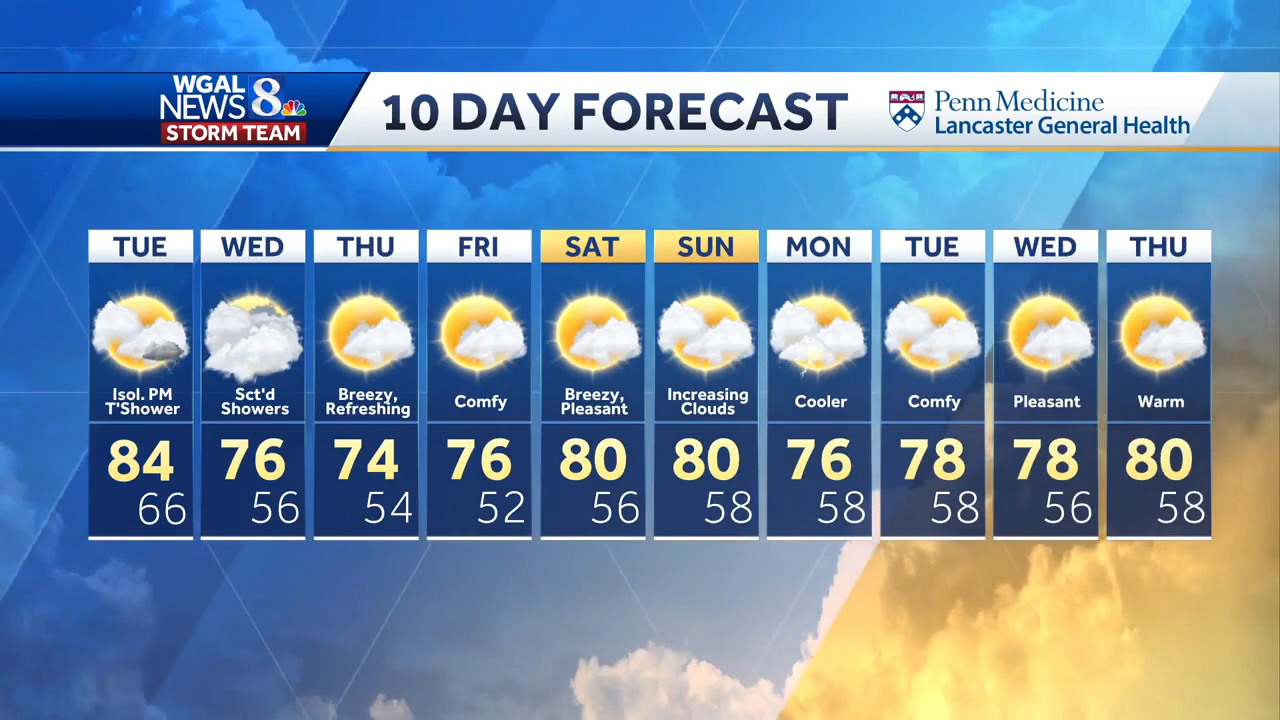 WGAL
NEWS 8
STORM TEAM
10 DAY FORECAST
Penn Medicine
Lancaster General Health
TUE WED THU FRI SAT SUN MON TUE WED THU
Isol. PM
T'Shower
Sct'd
Showers
Breezy,
Refreshing
Comfy
Breezy,
Pleasant
Increasing
Clouds
Cooler
Comfy
Pleasant
Warm
84 76 74 76 80 80 76 78 78 80
66 56 54 52 56 58 58 58 56 58